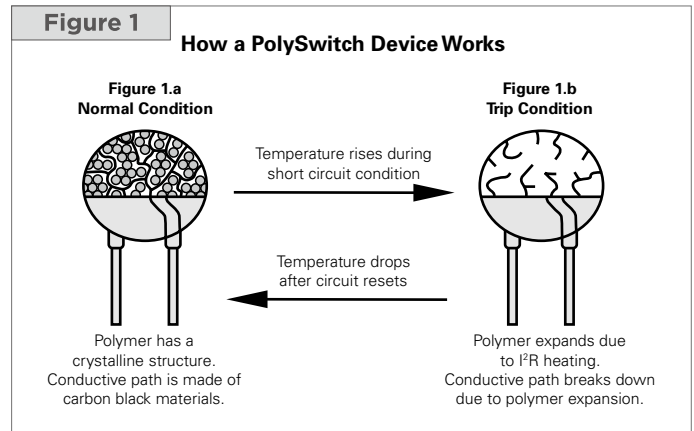 Figure 1
How a PolySwitch Device Works
Figure 1.a
Normal Condition
Figure 1.b
Trip Condition
Temperature rises during
short circuit condition
Temperature drops
after circuit resets
Polymer has a
crystalline structure.
Conductive path is made of
carbon black materials.
Polymer expands due
to I²R heating.
Conductive path breaks down
due to polymer expansion.